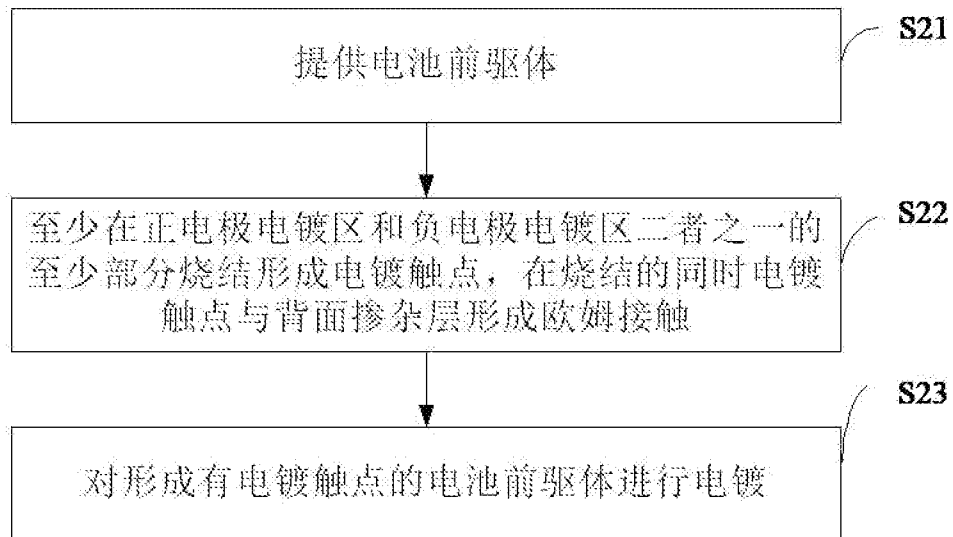 提供电池前驱体
S21
至少在正电极电镀区和负电极电镀区二者之一的
至少部分烧结形成电镀触点，在烧结的同时电镀
触点与背面掺杂层形成欧姆接触
S22
对形成有电镀触点的电池前驱体进行电镀
S23